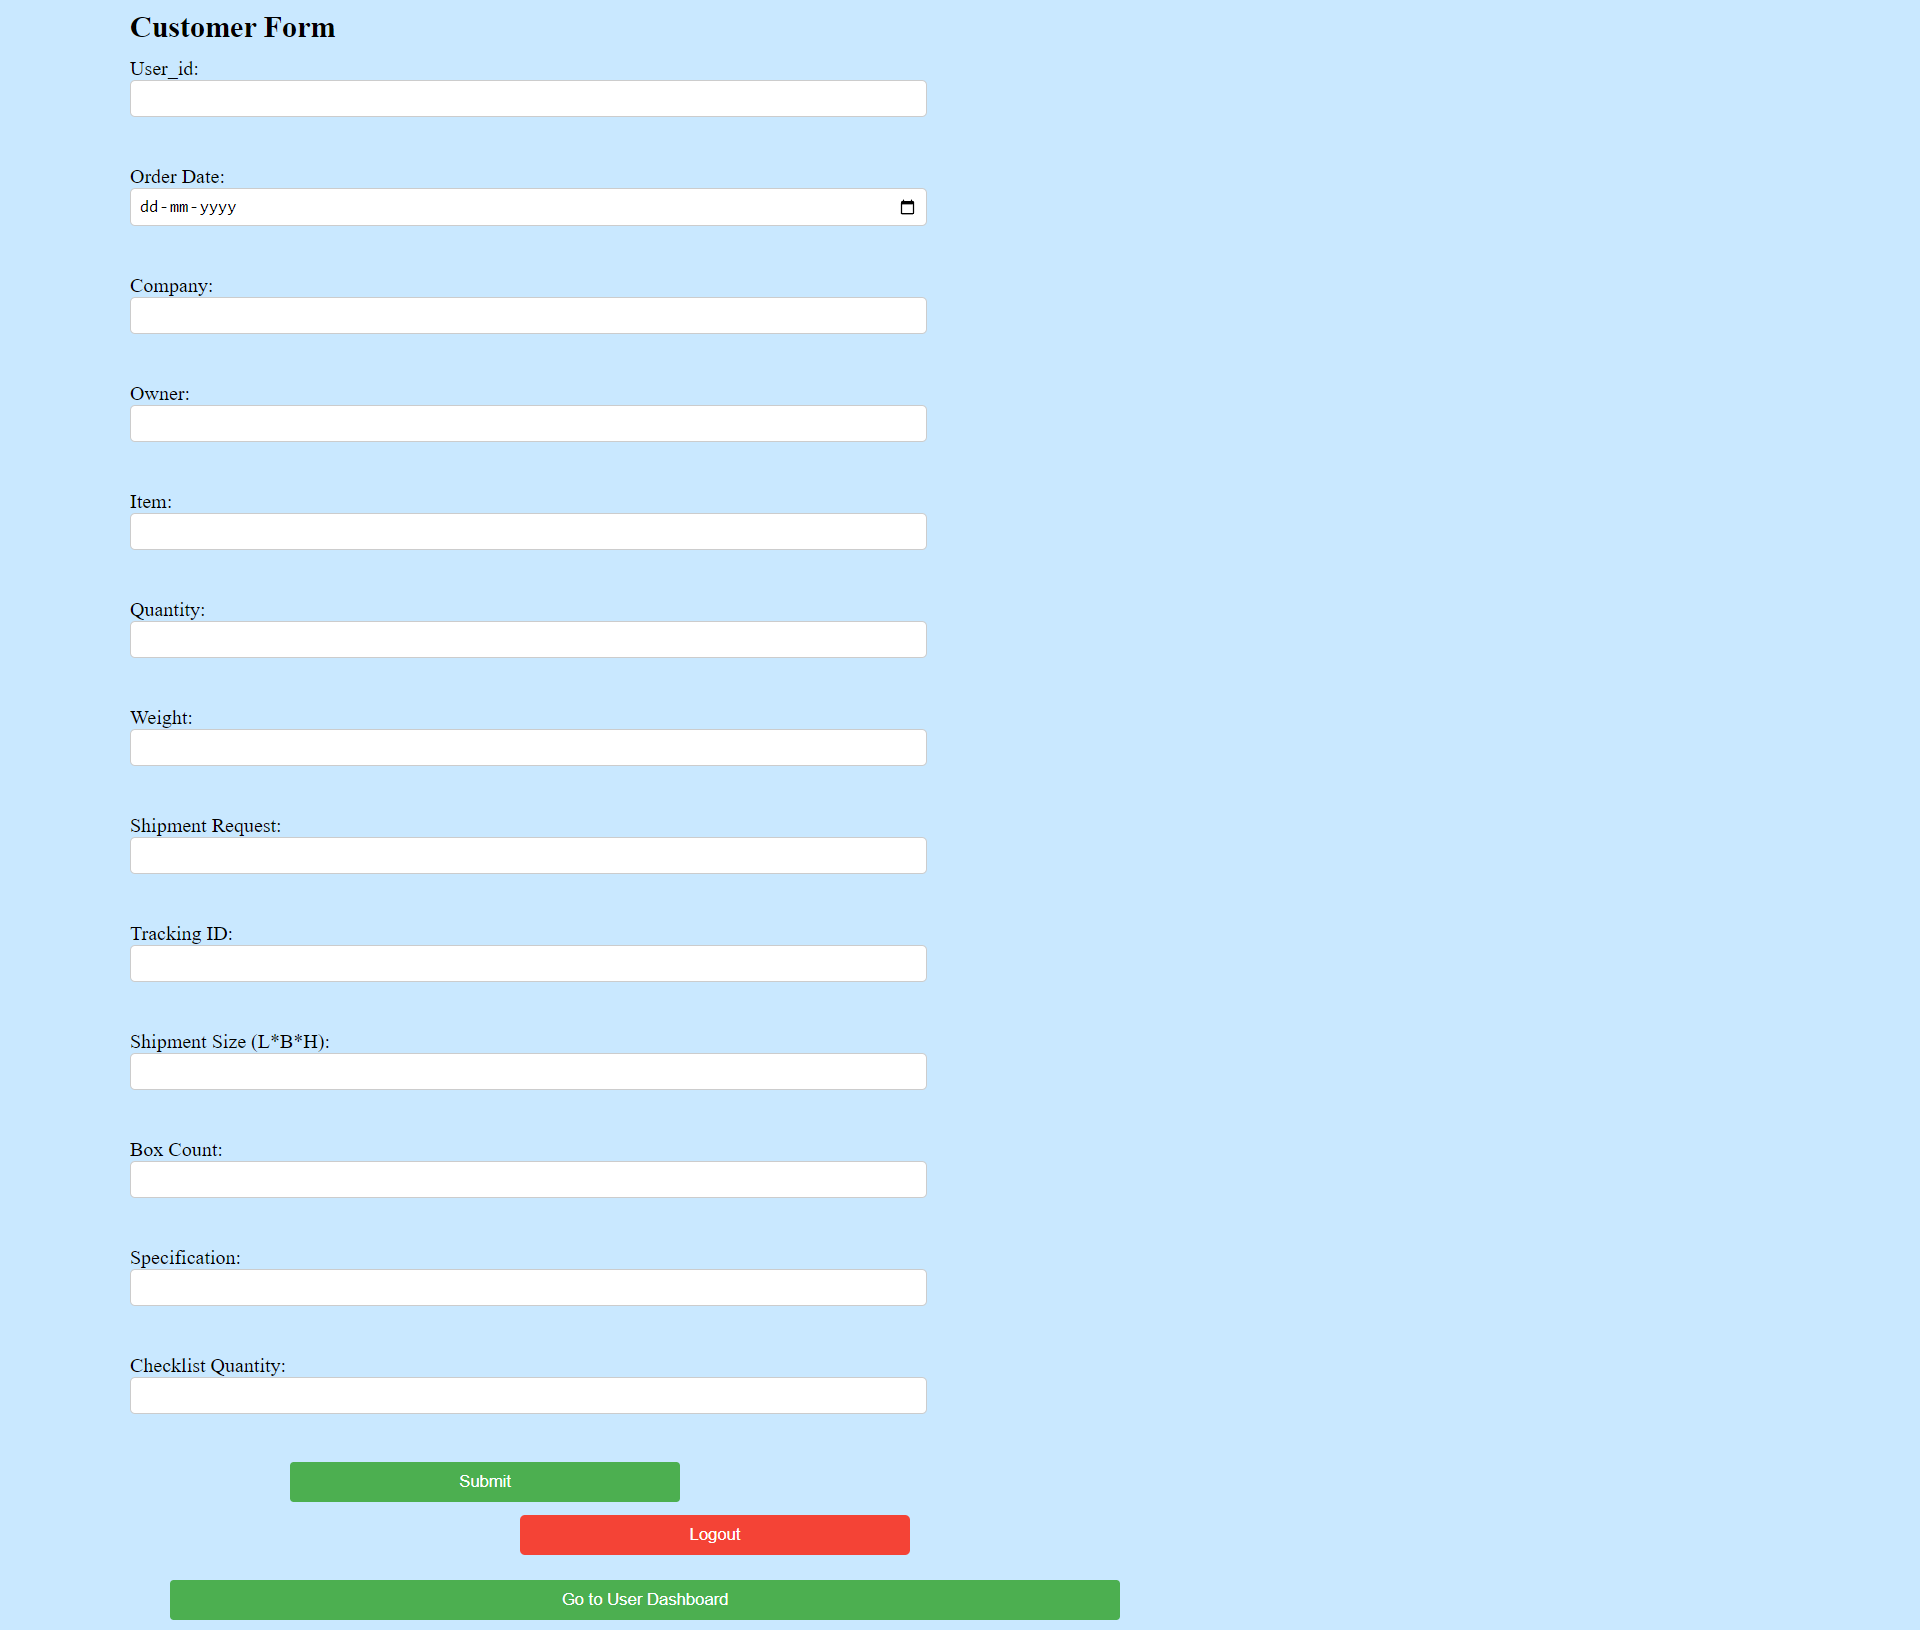 Customer Form
User_id:
Order Date:
dd-mm-yyyy
Company:
Owner:
Item:
Quantity:
Weight:
Shipment Request:
Tracking ID:
Shipment Size (L*B*H):
Box Count:
Specification:
Checklist Quantity:
Submit
Logout
Go to User Dashboard